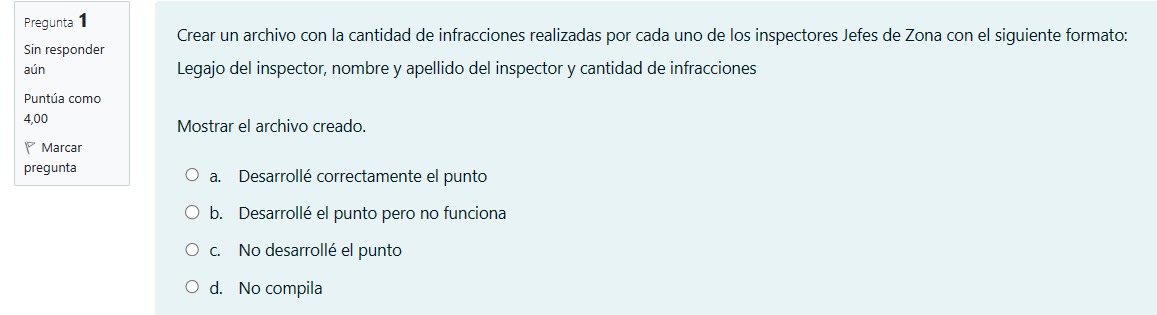 Pregunta 1
Sin responder
aún
Puntúa como
4,00
Marcar
pregunta
Crear un archivo con la cantidad de infracciones realizadas por cada uno de los inspectores Jefes de Zona con el siguiente formato:
Legajo del inspector, nombre y apellido del inspector y cantidad de infracciones
Mostrar el archivo creado.
a. Desarrollé correctamente el punto
b. Desarrollé el punto pero no funciona
c. No desarrollé el punto
d. No compila